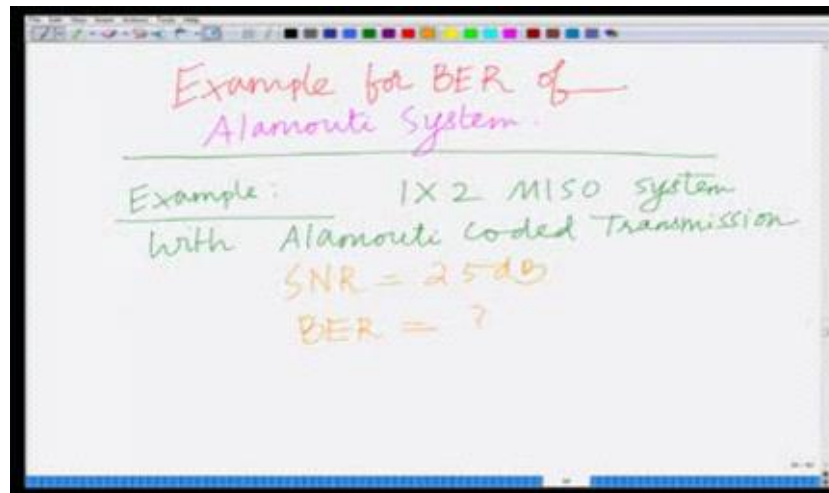 Example for BER of
Alamouti System.
Example: 1X2 MISO system
With Alamouti coded Transmission
SNR = 25dB
BER = ?